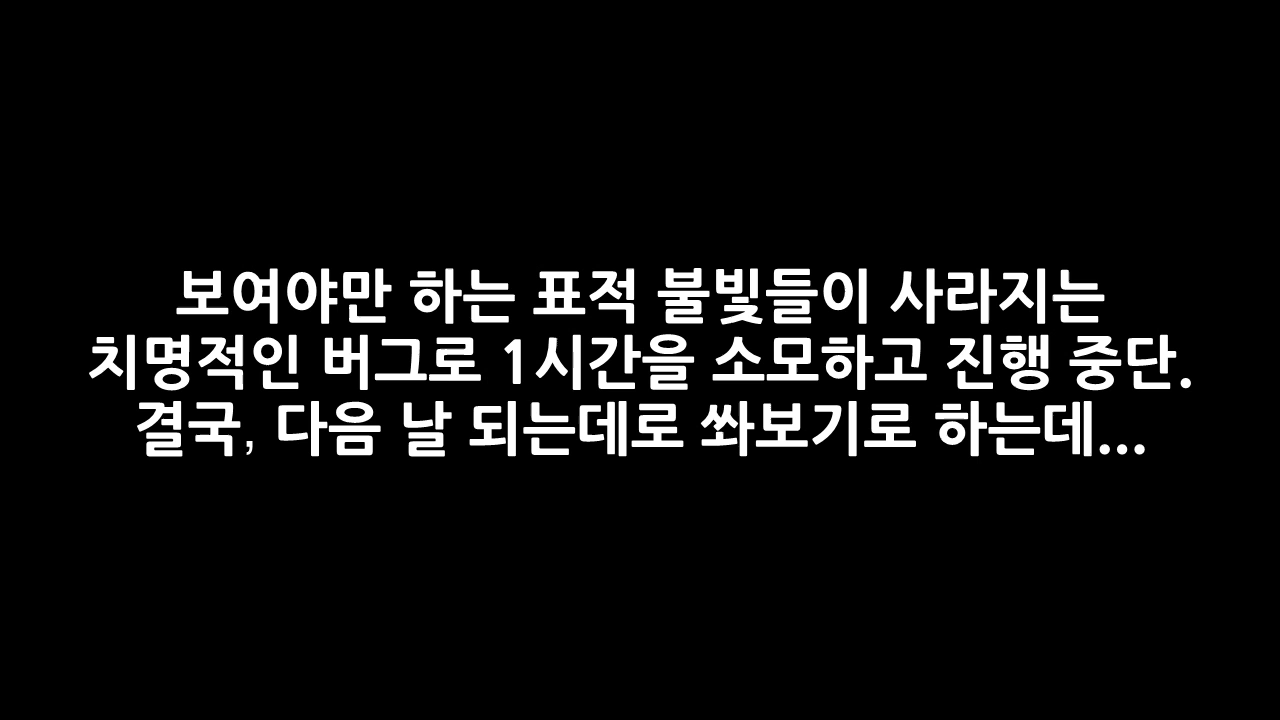 보여야만 하는 표적 불빛들이 사라지는
치명적인 버그로 1시간을 소모하고 진행 중단.
결국, 다음 날 되는데로 쏴보기로 하는데...